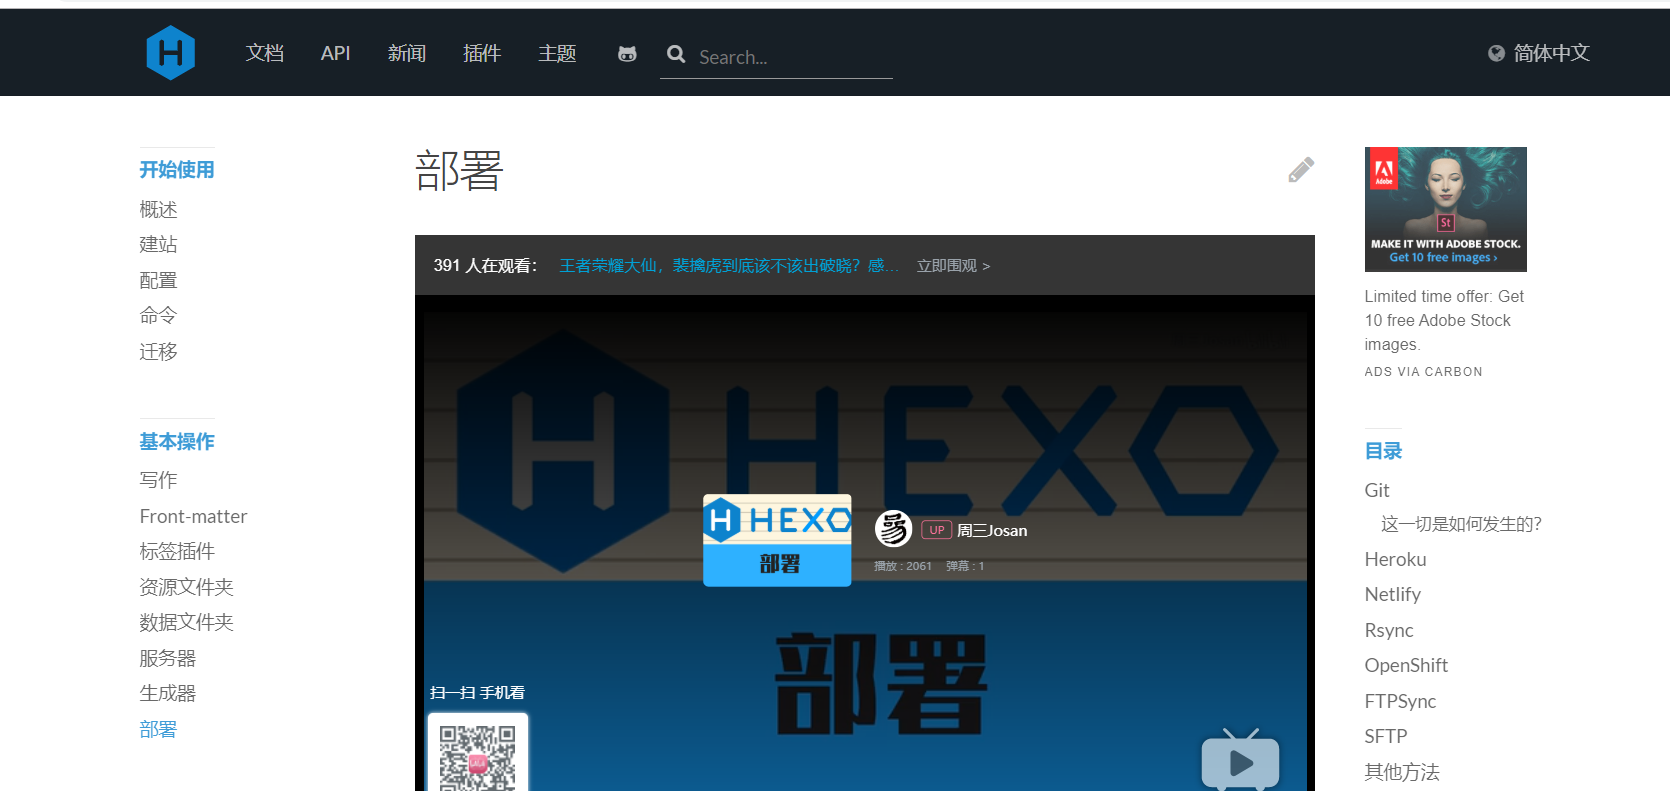 文档 API 新闻 插件 主题 Search... 简体中文
开始使用
概述
建站
配置
命令
迁移
基本操作
写作
Front-matter
标签插件
资源文件夹
数据文件夹
服务器
生成器
部署
部署
391 人在观看： 王者荣耀大仙，裴擒虎到底该不该出破晓？感... 立即围观 >
HEXO
HEXO
部署
UP 周三Josan
播放 : 2061 弹幕 : 1
部署
扫一扫 手机看
Adobe
St
MAKE IT WITH ADOBE STOCK.
Get 10 free images ›
Limited time offer: Get
10 free Adobe Stock
images.
ADS VIA CARBON
目录
Git
这一切是如何发生的？
Heroku
Netlify
Rsync
OpenShift
FTPSync
SFTP
其他方法